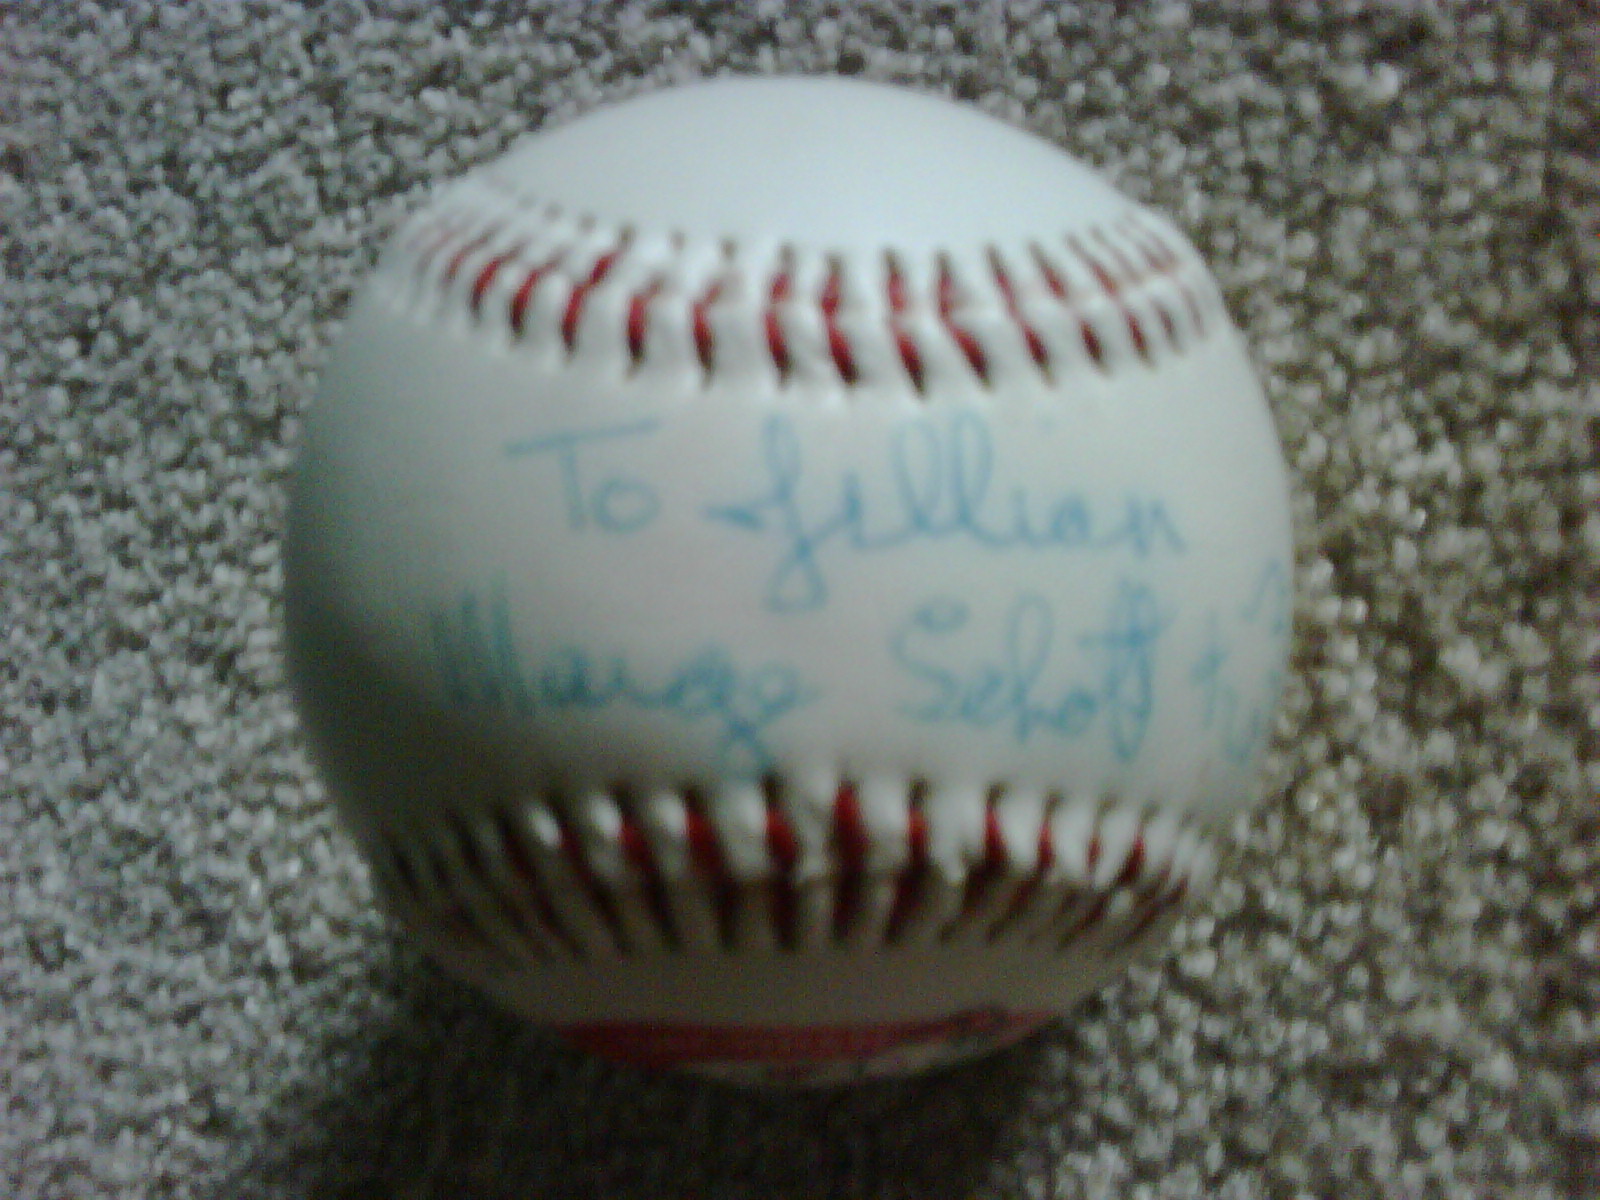 To Jillian
Marge Schott